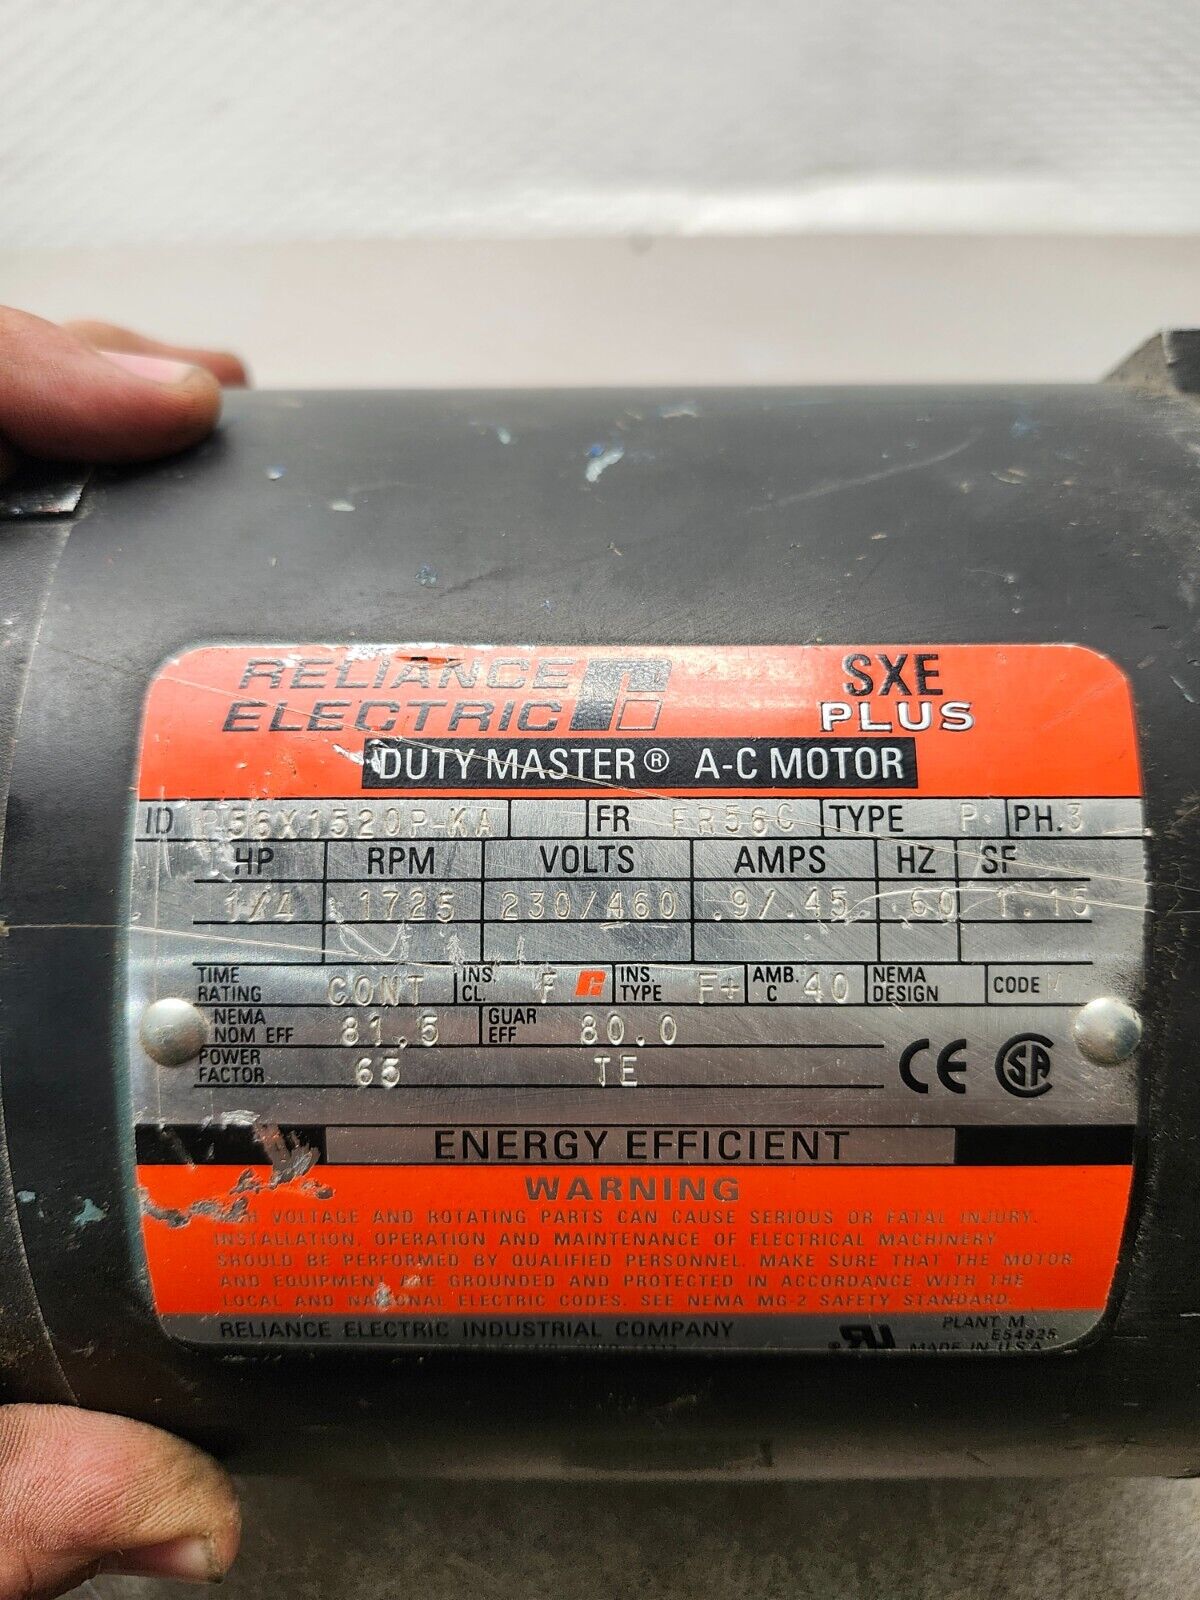 RELIANCE ELECTRIC
SXE PLUS
DUTY MASTER® A-C MOTOR
ID P56X1520P-KA FR FR56C TYPE P PH.3
HP RPM VOLTS AMPS HZ SF
1/4 1725 230/460 .9/.45 60 1.15
TIME RATING CONT INS. CL. F INS. TYPE F+ AMB. C 40 NEMA DESIGN CODE
NEMA NOM EFF 81.5 GUAR EFF 80.0
POWER FACTOR 65 TE
CE CSA
ENERGY EFFICIENT
WARNING
HIGH VOLTAGE AND ROTATING PARTS CAN CAUSE SERIOUS OR FATAL INJURY.
INSTALLATION, OPERATION AND MAINTENANCE OF ELECTRICAL MACHINERY
SHOULD BE PERFORMED BY QUALIFIED PERSONNEL. MAKE SURE THAT THE MOTOR
AND EQUIPMENT ARE GROUNDED AND PROTECTED IN ACCORDANCE WITH THE
LOCAL AND NATIONAL ELECTRIC CODES. SEE NEMA MG-2 SAFETY STANDARD.
RELIANCE ELECTRIC INDUSTRIAL COMPANY
PLANT M
E54825
MADE IN U.S.A.